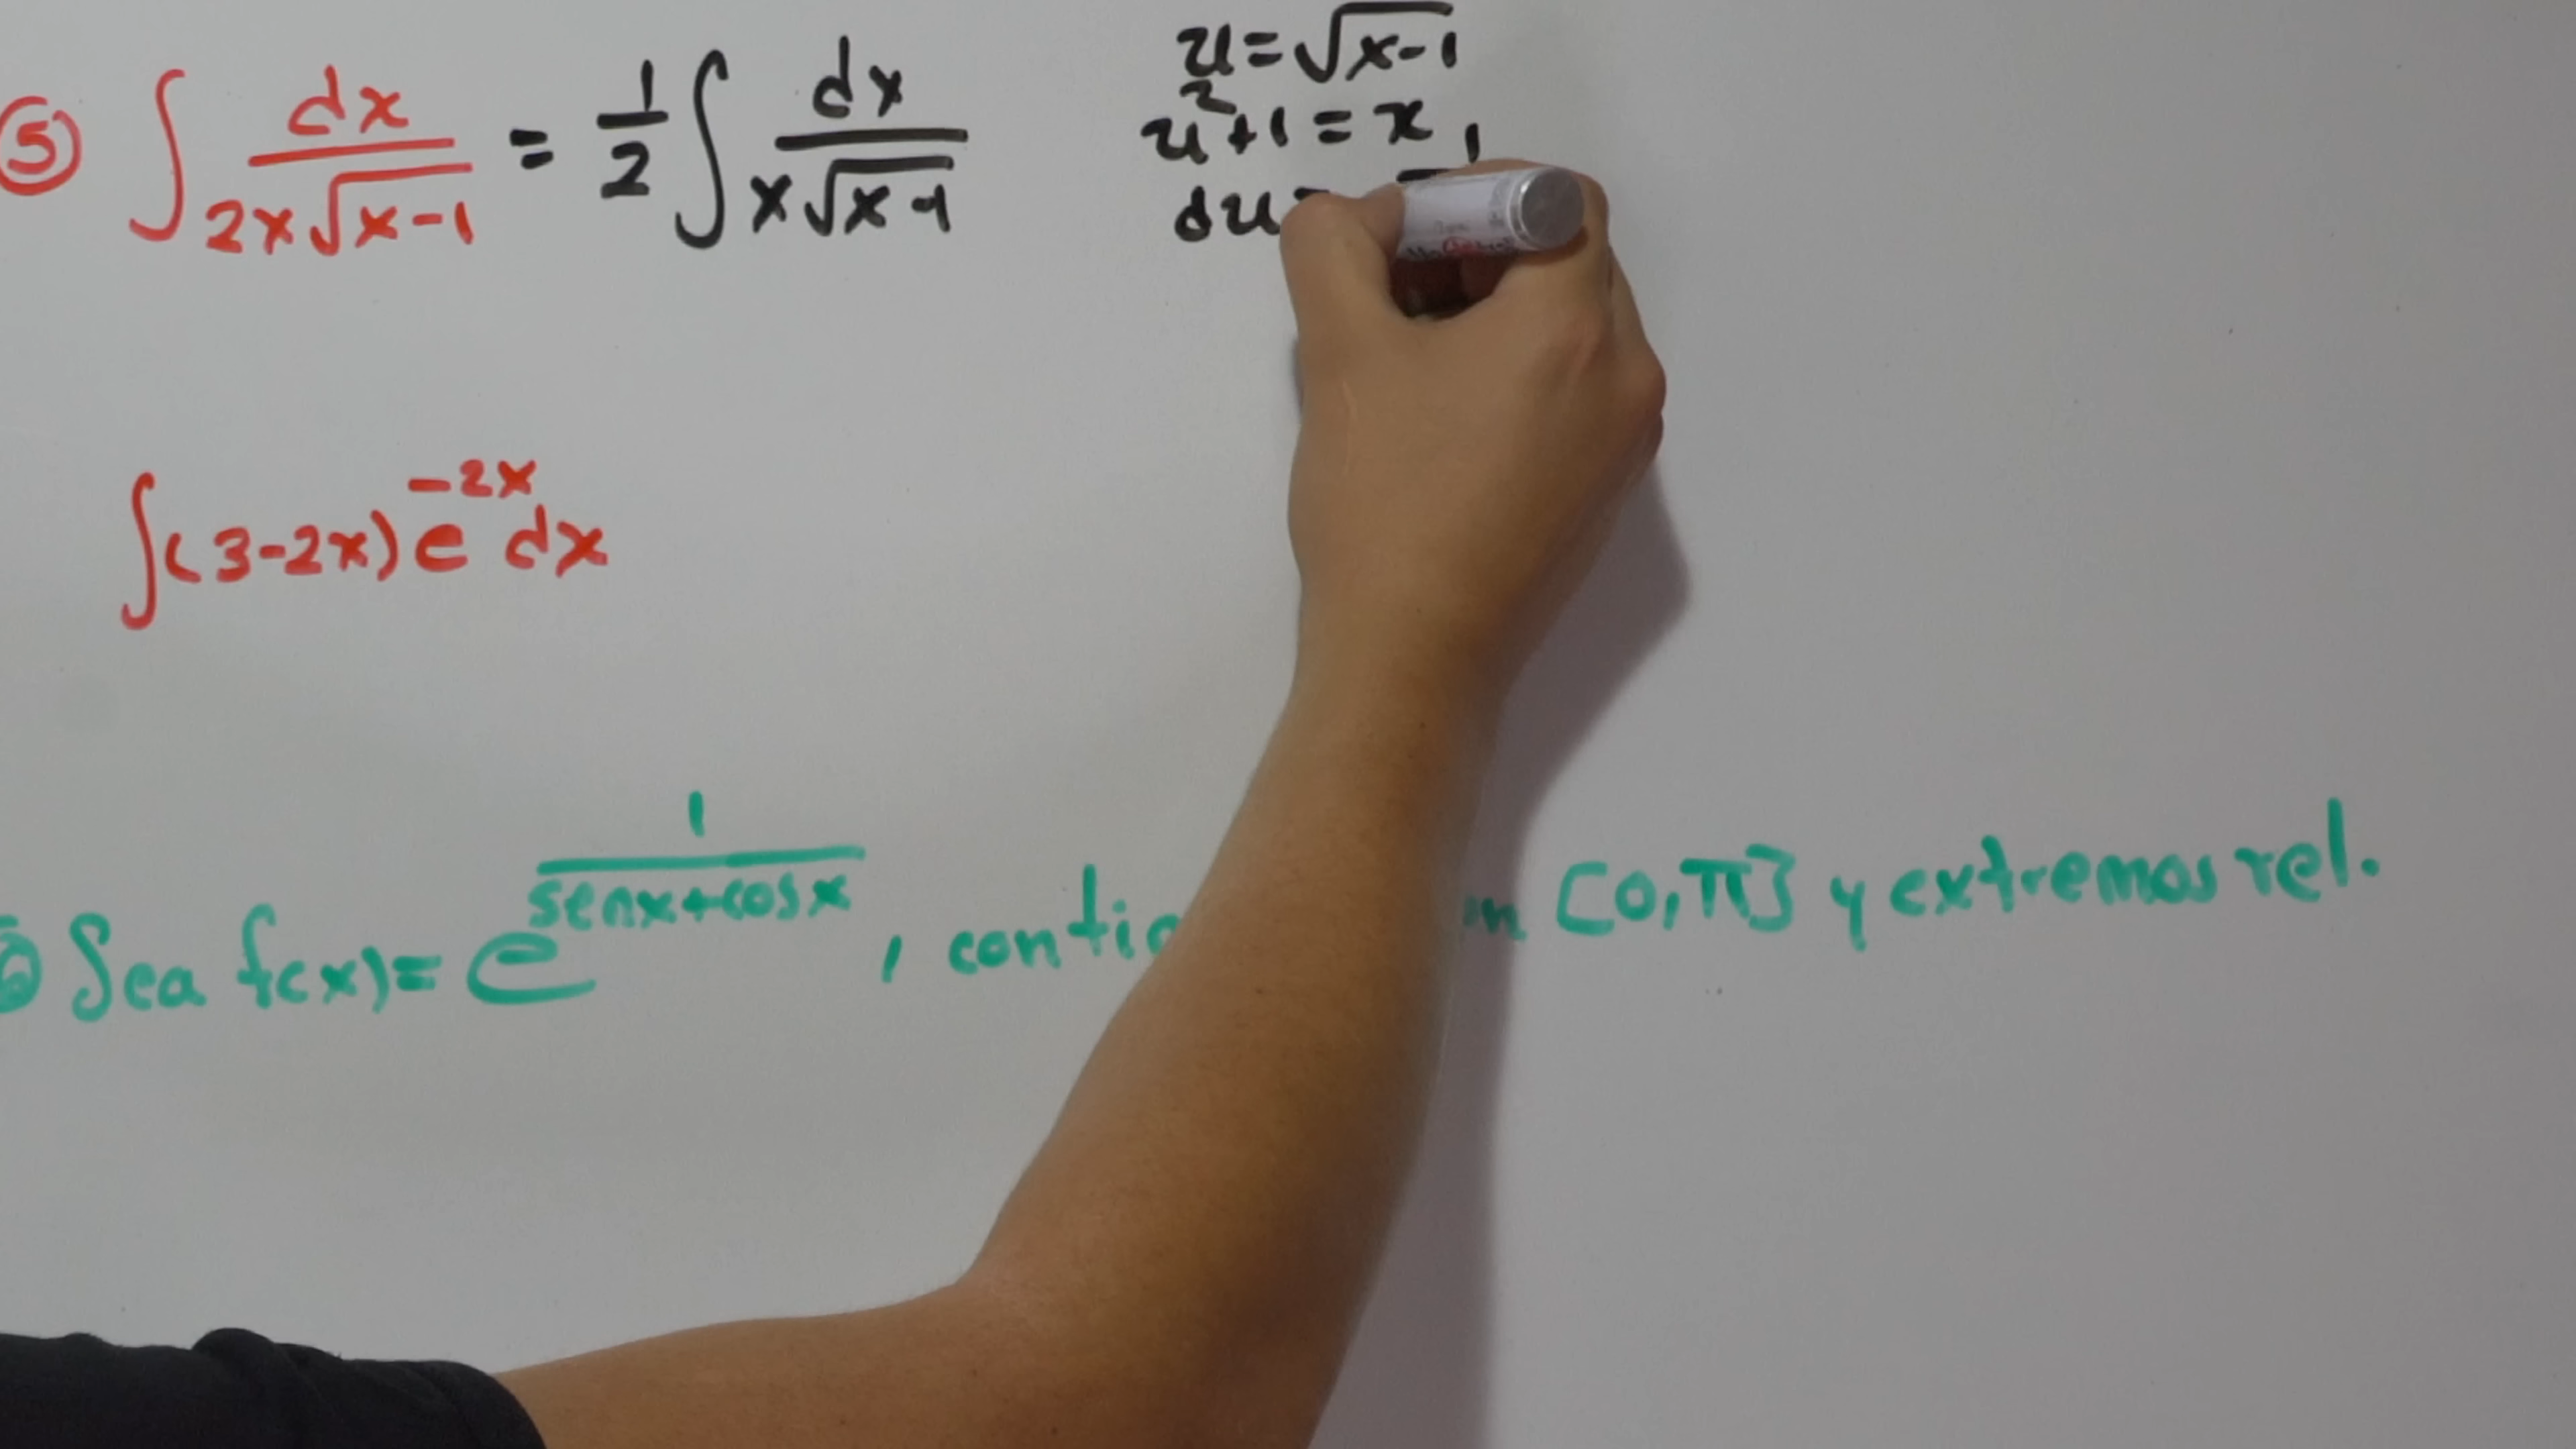 ⑤ ∫ dx / 2x√x-1 = 1/2 ∫ dx / x√x-1
u=√x-1
u²+1=x
du= 1
∫(3-2x)e^-2x dx
Sea f(x)= e^1/(senx+cosx), [0,π] y extremos rel.